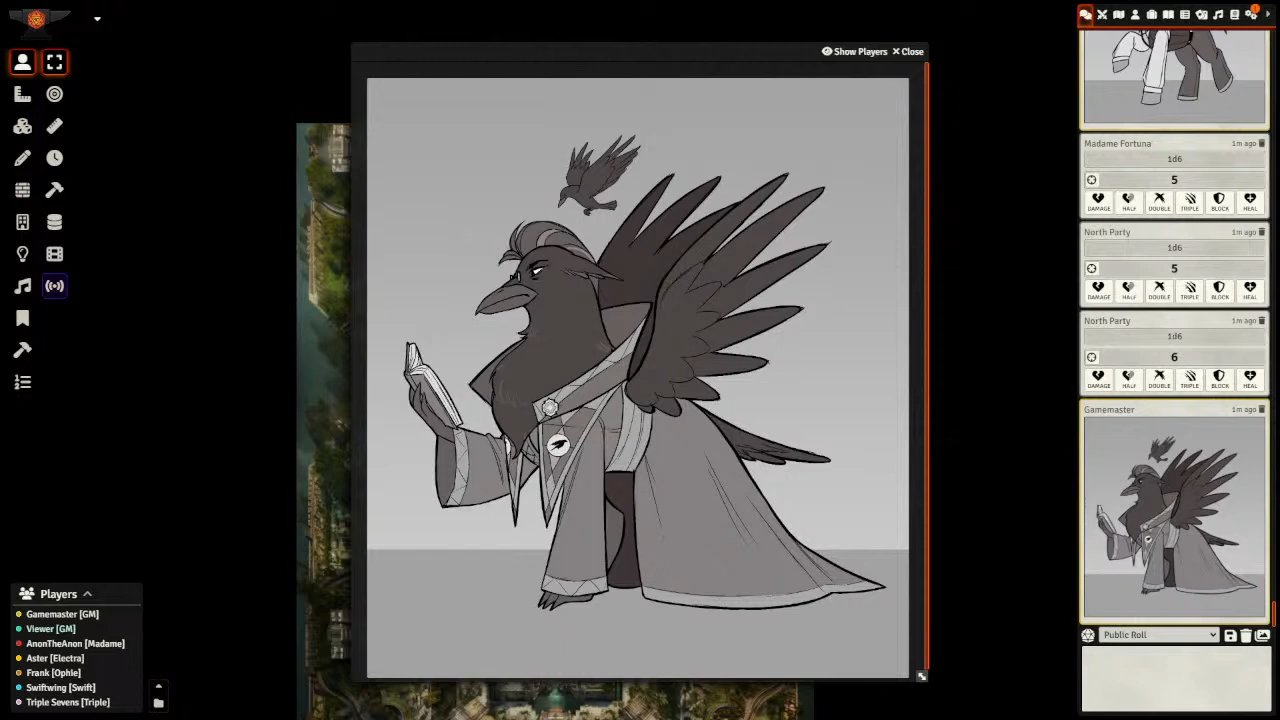 Show Players Close
Madame Fortuna 1m ago
1d6
5
DAMAGE HALF DOUBLE TRIPLE BLOCK HEAL
North Party 1m ago
1d6
5
DAMAGE HALF DOUBLE TRIPLE BLOCK HEAL
North Party 1m ago
1d6
6
DAMAGE HALF DOUBLE TRIPLE BLOCK HEAL
Gamemaster 1m ago
Players
Gamemaster [GM]
Viewer [GM]
AnonTheAnon [Madame]
Aster [Electra]
Frank [Ophie]
Swiftwing [Swift]
Triple Sevens [Triple]
Public Roll